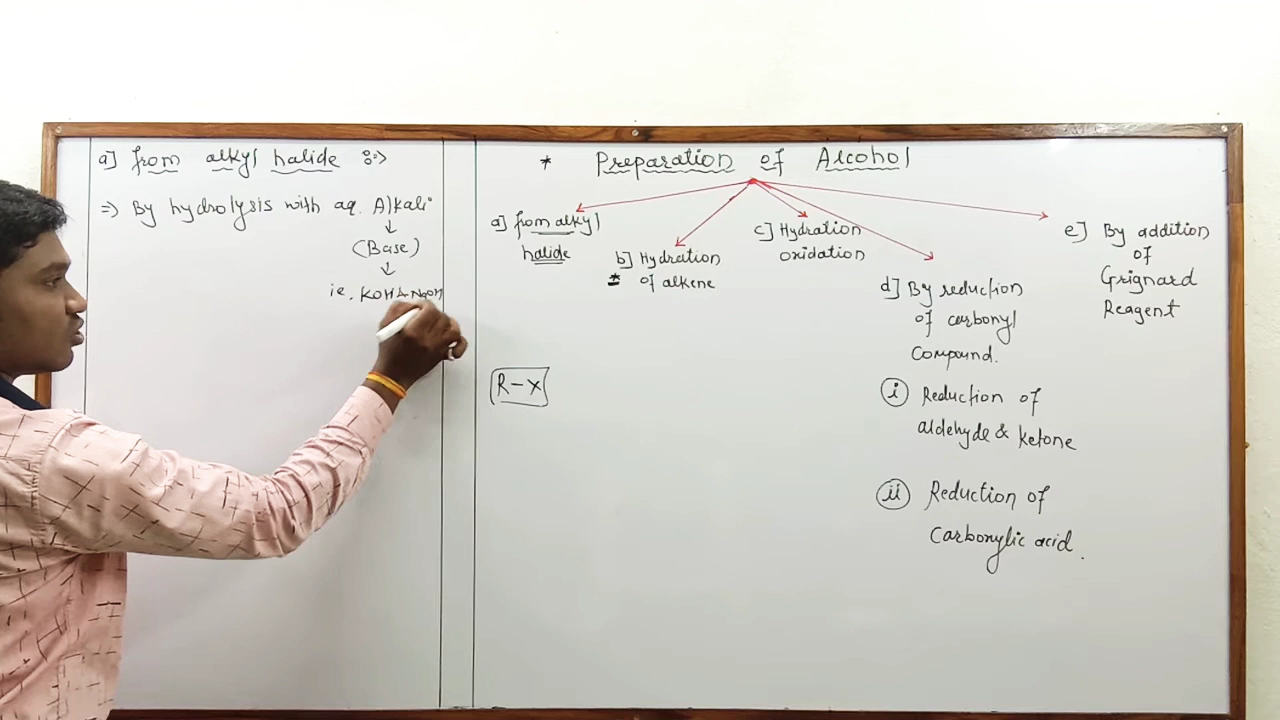 a] from alkyl halide :->
=> By hydrolysis with aq. Alkali
↓
(Base)
↓
ie. KOH & NaOH
* Preparation of Alcohol
a] from alkyl
halide
b] Hydration
* of alkene
c] Hydration
oxidation
d] By reduction
of carbonyl
Compound.
i Reduction of
aldehyde & ketone
ii Reduction of
Carbonylic acid.
e] By addition
of
Grignard
Reagent
R-X